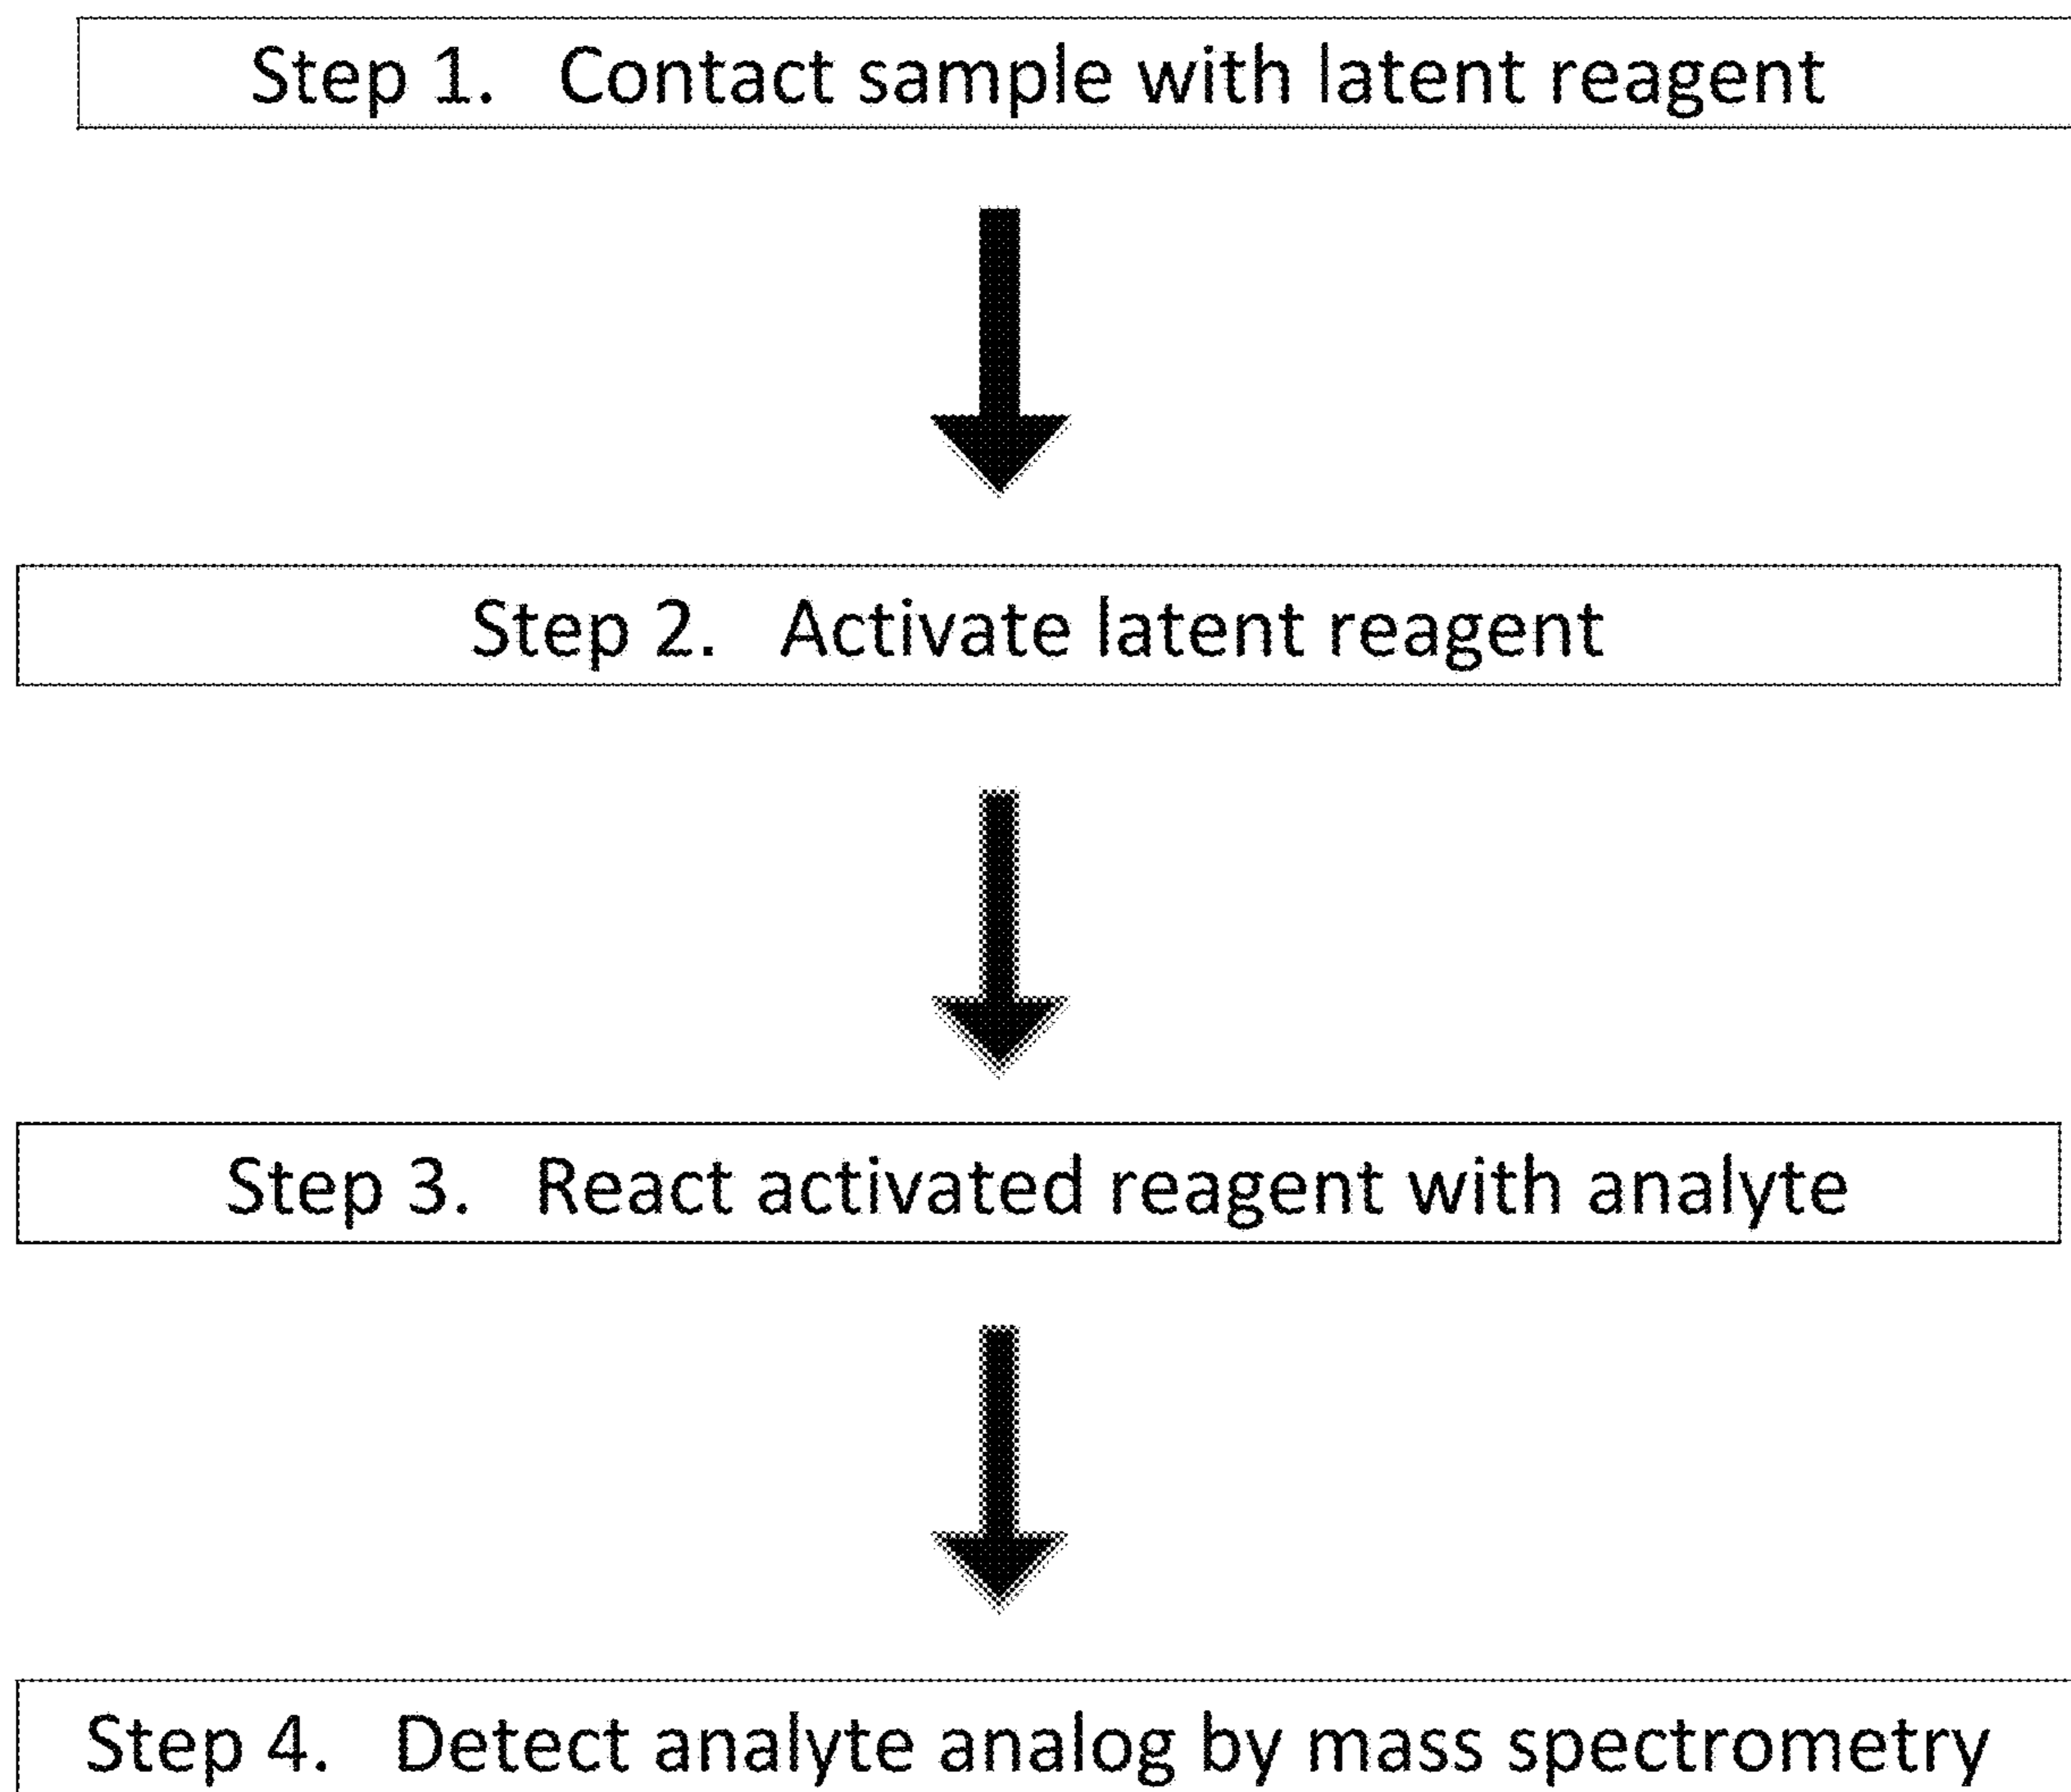 Step 1. Contact sample with latent reagent
Step 2. Activate latent reagent
Step 3. React activated reagent with analyte
Step 4. Detect analyte analog by mass spectrometry